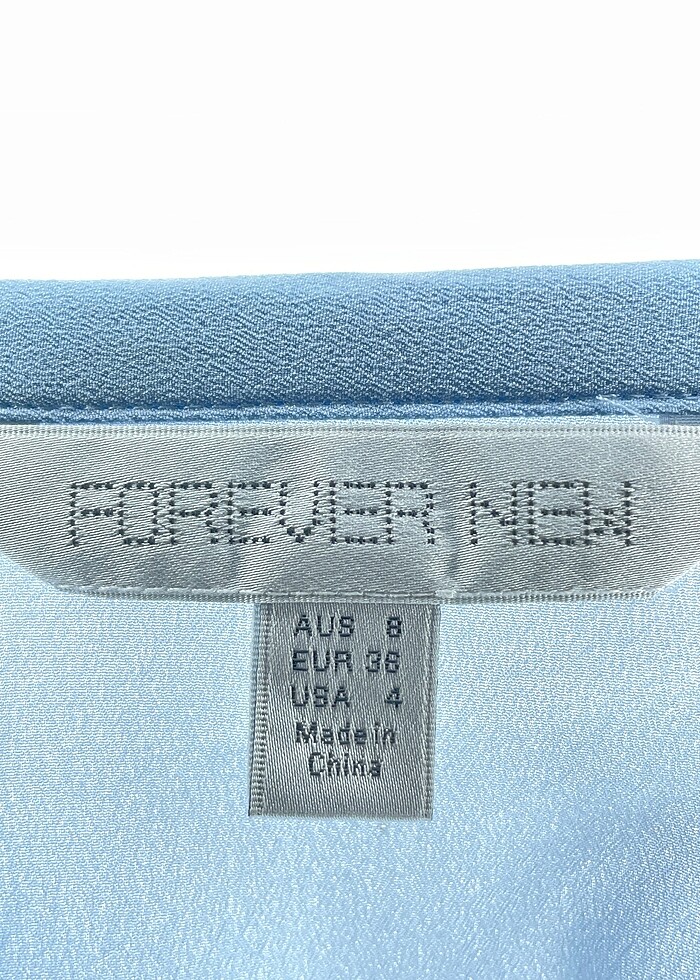 FOREVER NEW
AUS 8
EUR 36
USA 4
Made in
China